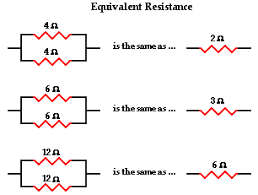 Equivalent Resistance
4 Ω
4 Ω
is the same as ...
2 Ω
6 Ω
6 Ω
is the same as ...
3 Ω
12 Ω
12 Ω
is the same as ...
6 Ω